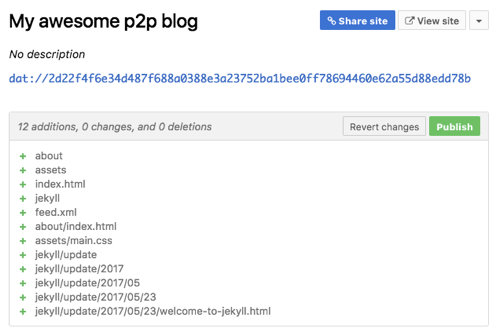 My awesome p2p blog
Share site
View site
No description
dat://2d22f4f6e34d487f688a0388e3a23752ba1bee0ff78694460e62a55d88edd78b
12 additions, 0 changes, and 0 deletions
Revert changes
Publish
+ about
+ assets
+ index.html
+ jekyll
+ feed.xml
+ about/index.html
+ assets/main.css
+ jekyll/update
+ jekyll/update/2017
+ jekyll/update/2017/05
+ jekyll/update/2017/05/23
+ jekyll/update/2017/05/23/welcome-to-jekyll.html